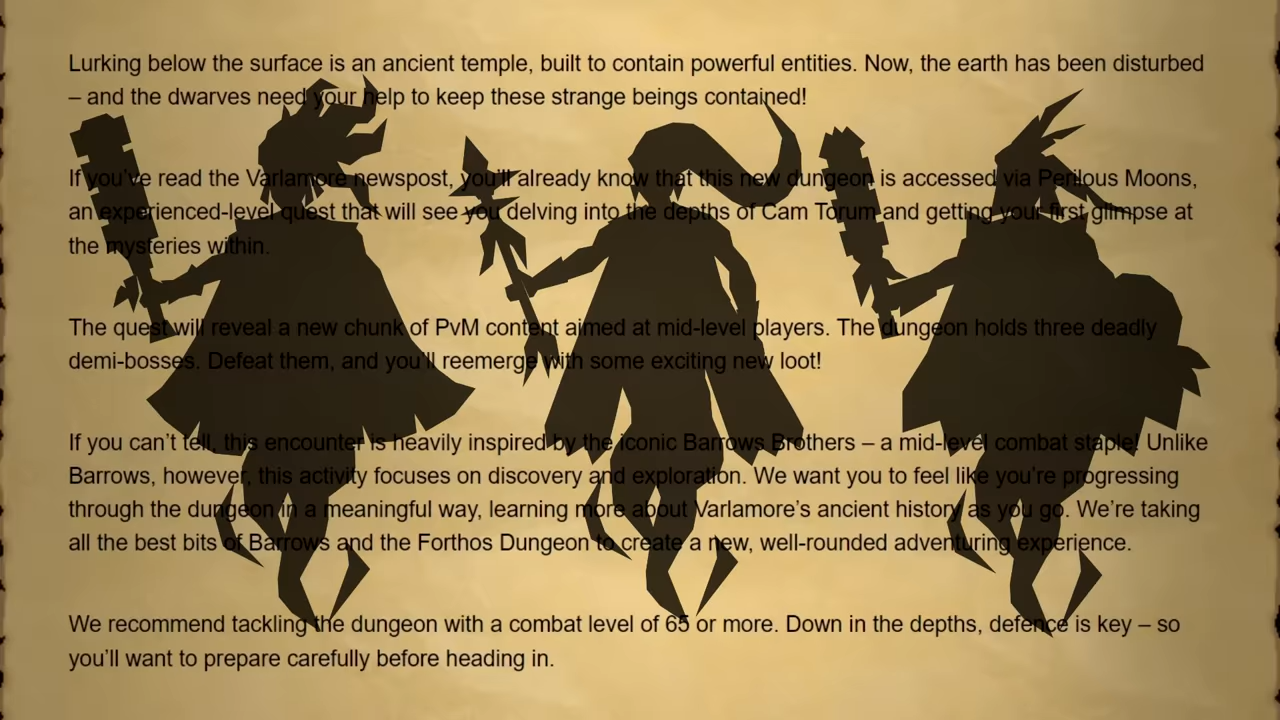 Lurking below the surface is an ancient temple, built to contain powerful entities. Now, the earth has been disturbed
– and the dwarves need your help to keep these strange beings contained!
If you’ve read the Varlamore newspost, you’ll already know that this new dungeon is accessed via Perilous Moons,
an experienced-level quest that will see you delving into the depths of Cam Torum and getting your first glimpse at
the mysteries within.
The quest will reveal a new chunk of PvM content aimed at mid-level players. The dungeon holds three deadly
demi-bosses. Defeat them, and you’ll reemerge with some exciting new loot!
If you can’t tell, this encounter is heavily inspired by the iconic Barrows Brothers – a mid-level combat staple! Unlike
Barrows, however, this activity focuses on discovery and exploration. We want you to feel like you’re progressing
through the dungeon in a meaningful way, learning more about Varlamore’s ancient history as you go. We’re taking
all the best bits of Barrows and the Forthos Dungeon to create a new, well-rounded adventuring experience.
We recommend tackling the dungeon with a combat level of 65 or more. Down in the depths, defence is key – so
you’ll want to prepare carefully before heading in.